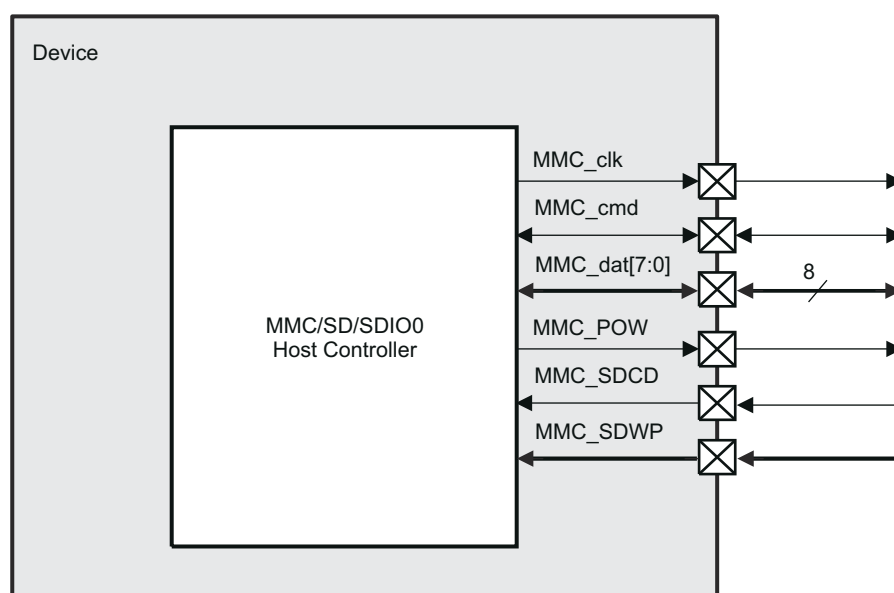 Device
MMC_clk
MMC_cmd
MMC_dat[7:0]
8
MMC/SD/SDIO0
Host Controller
MMC_POW
MMC_SDCD
MMC_SDWP